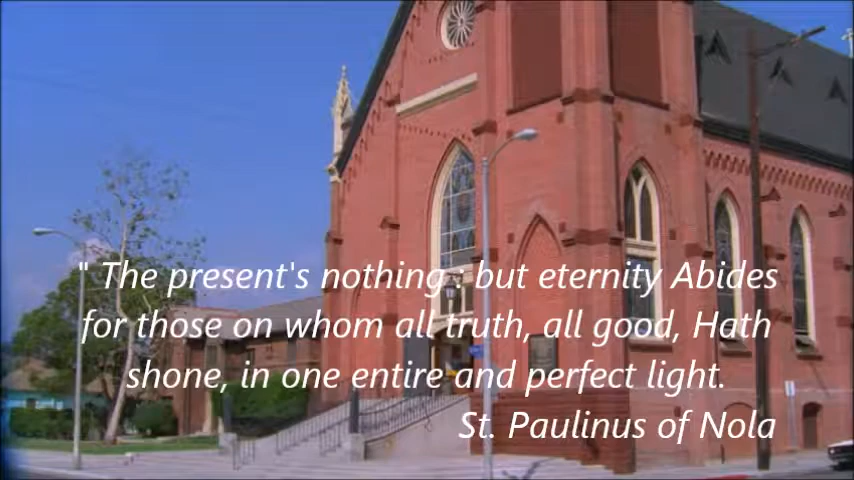 " The present's nothing : but eternity Abides
for those on whom all truth, all good, Hath
shone, in one entire and perfect light.
St. Paulinus of Nola